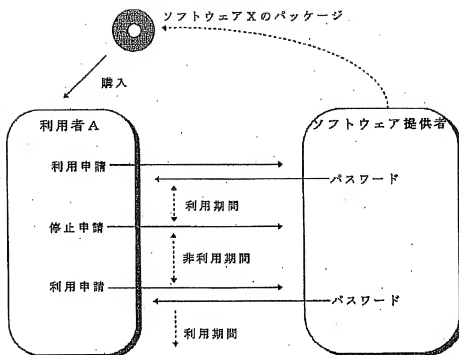 ソフトウェアXのパッケージ
購入
利用者A
ソフトウェア提供者
利用申請
パスワード
利用期間
停止申請
非利用期間
利用申請
パスワード
利用期間